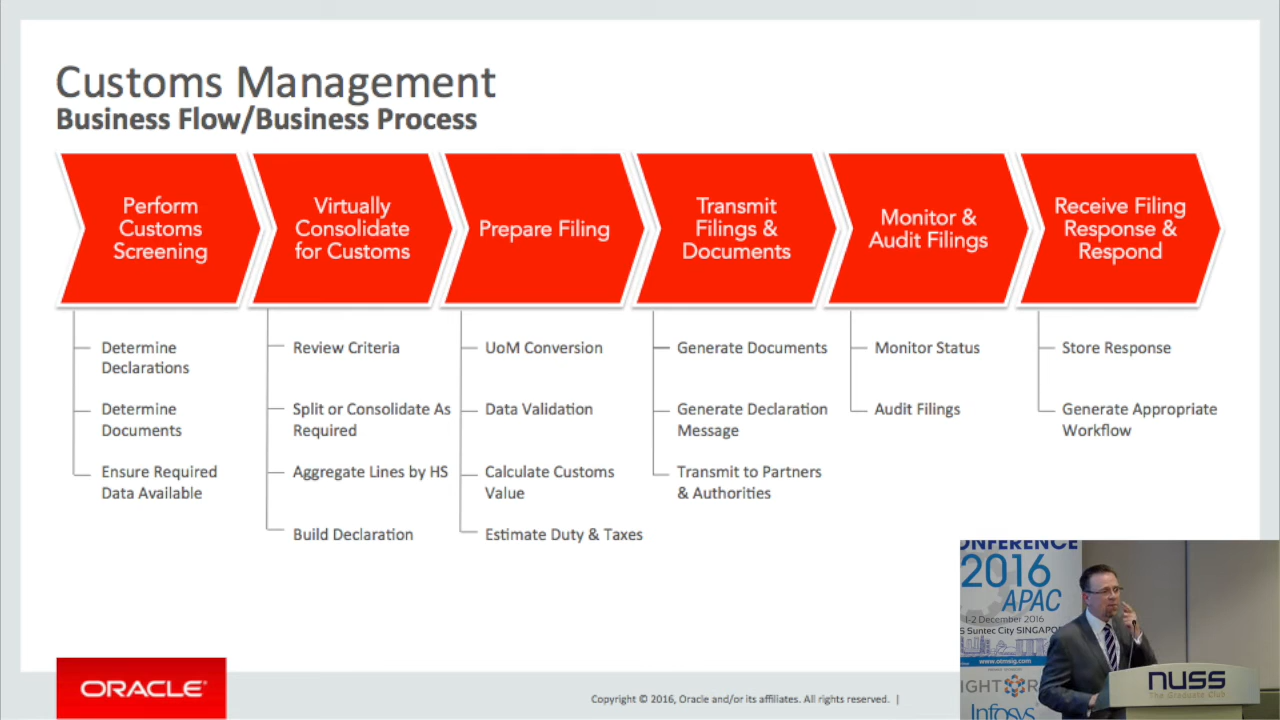 Customs Management
Business Flow/Business Process
Perform
Customs
Screening
Virtually
Consolidate
for Customs
Prepare Filing
Transmit
Filings &
Documents
Monitor &
Audit Filings
Receive Filing
Response &
Respond
Determine
Declarations
Determine
Documents
Ensure Required
Data Available
Review Criteria
Split or Consolidate As
Required
Aggregate Lines by HS
Build Declaration
UoM Conversion
Data Validation
Calculate Customs
Value
Estimate Duty & Taxes
Generate Documents
Generate Declaration
Message
Transmit to Partners
& Authorities
Monitor Status
Audit Filings
Store Response
Generate Appropriate
Workflow
ORACLE
Copyright © 2016, Oracle and/or its affiliates. All rights reserved. |
ONFERENCE
2016
APAC
1-2 December 2016
S Suntec City SINGAPO
www.otmsig.com
IGHT R
Infosys
NUSS
The Graduate Club